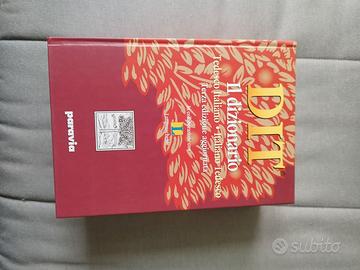 DIT
Il dizionario
Tedesco Italiano • Italiano Tedesco
Terza edizione aggiornata
L
paravia
subito